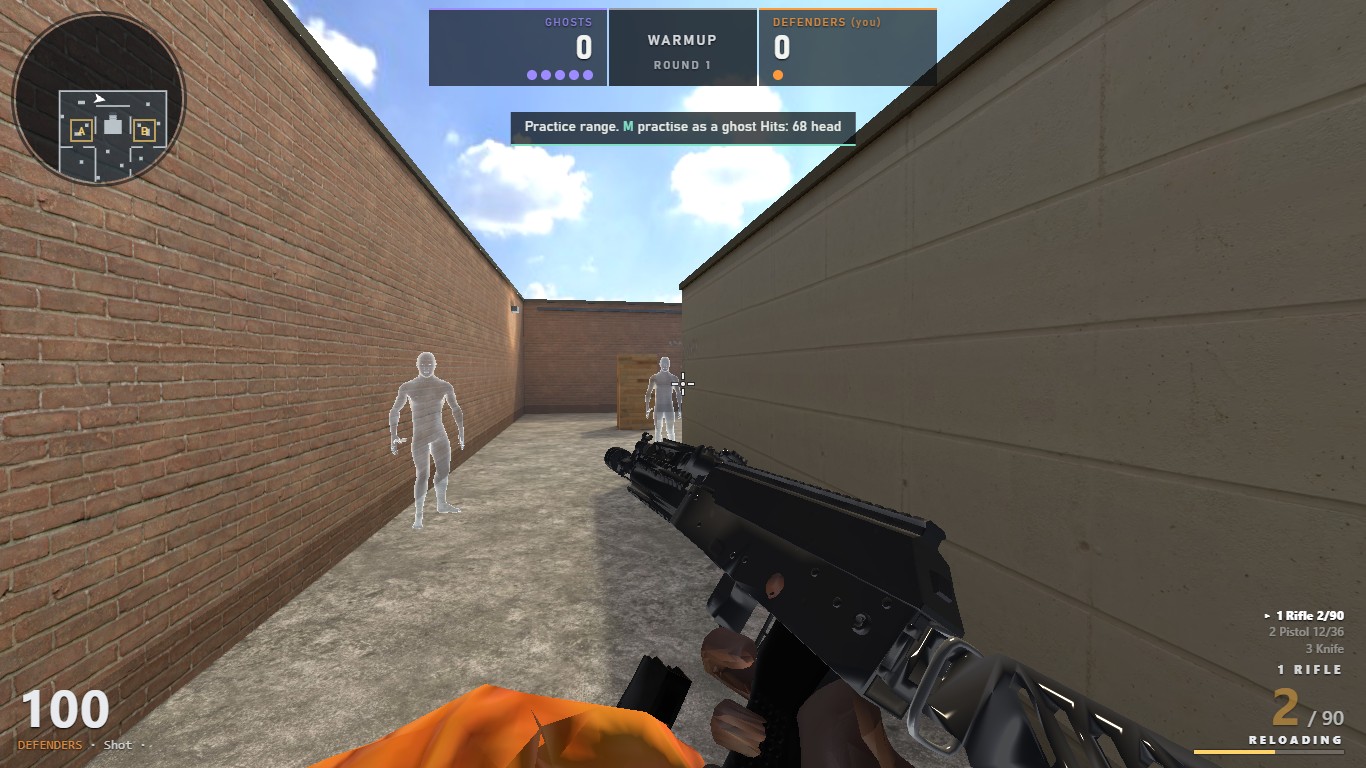 GHOSTS
0
WARMUP
ROUND 1
DEFENDERS (you)
0
A
B
Practice range. M practise as a ghost Hits: 68 head
▸ 1 Rifle 2/90
2 Pistol 12/36
3 Knife
1 RIFLE
2 / 90
RELOADING
100
DEFENDERS · Shot ·